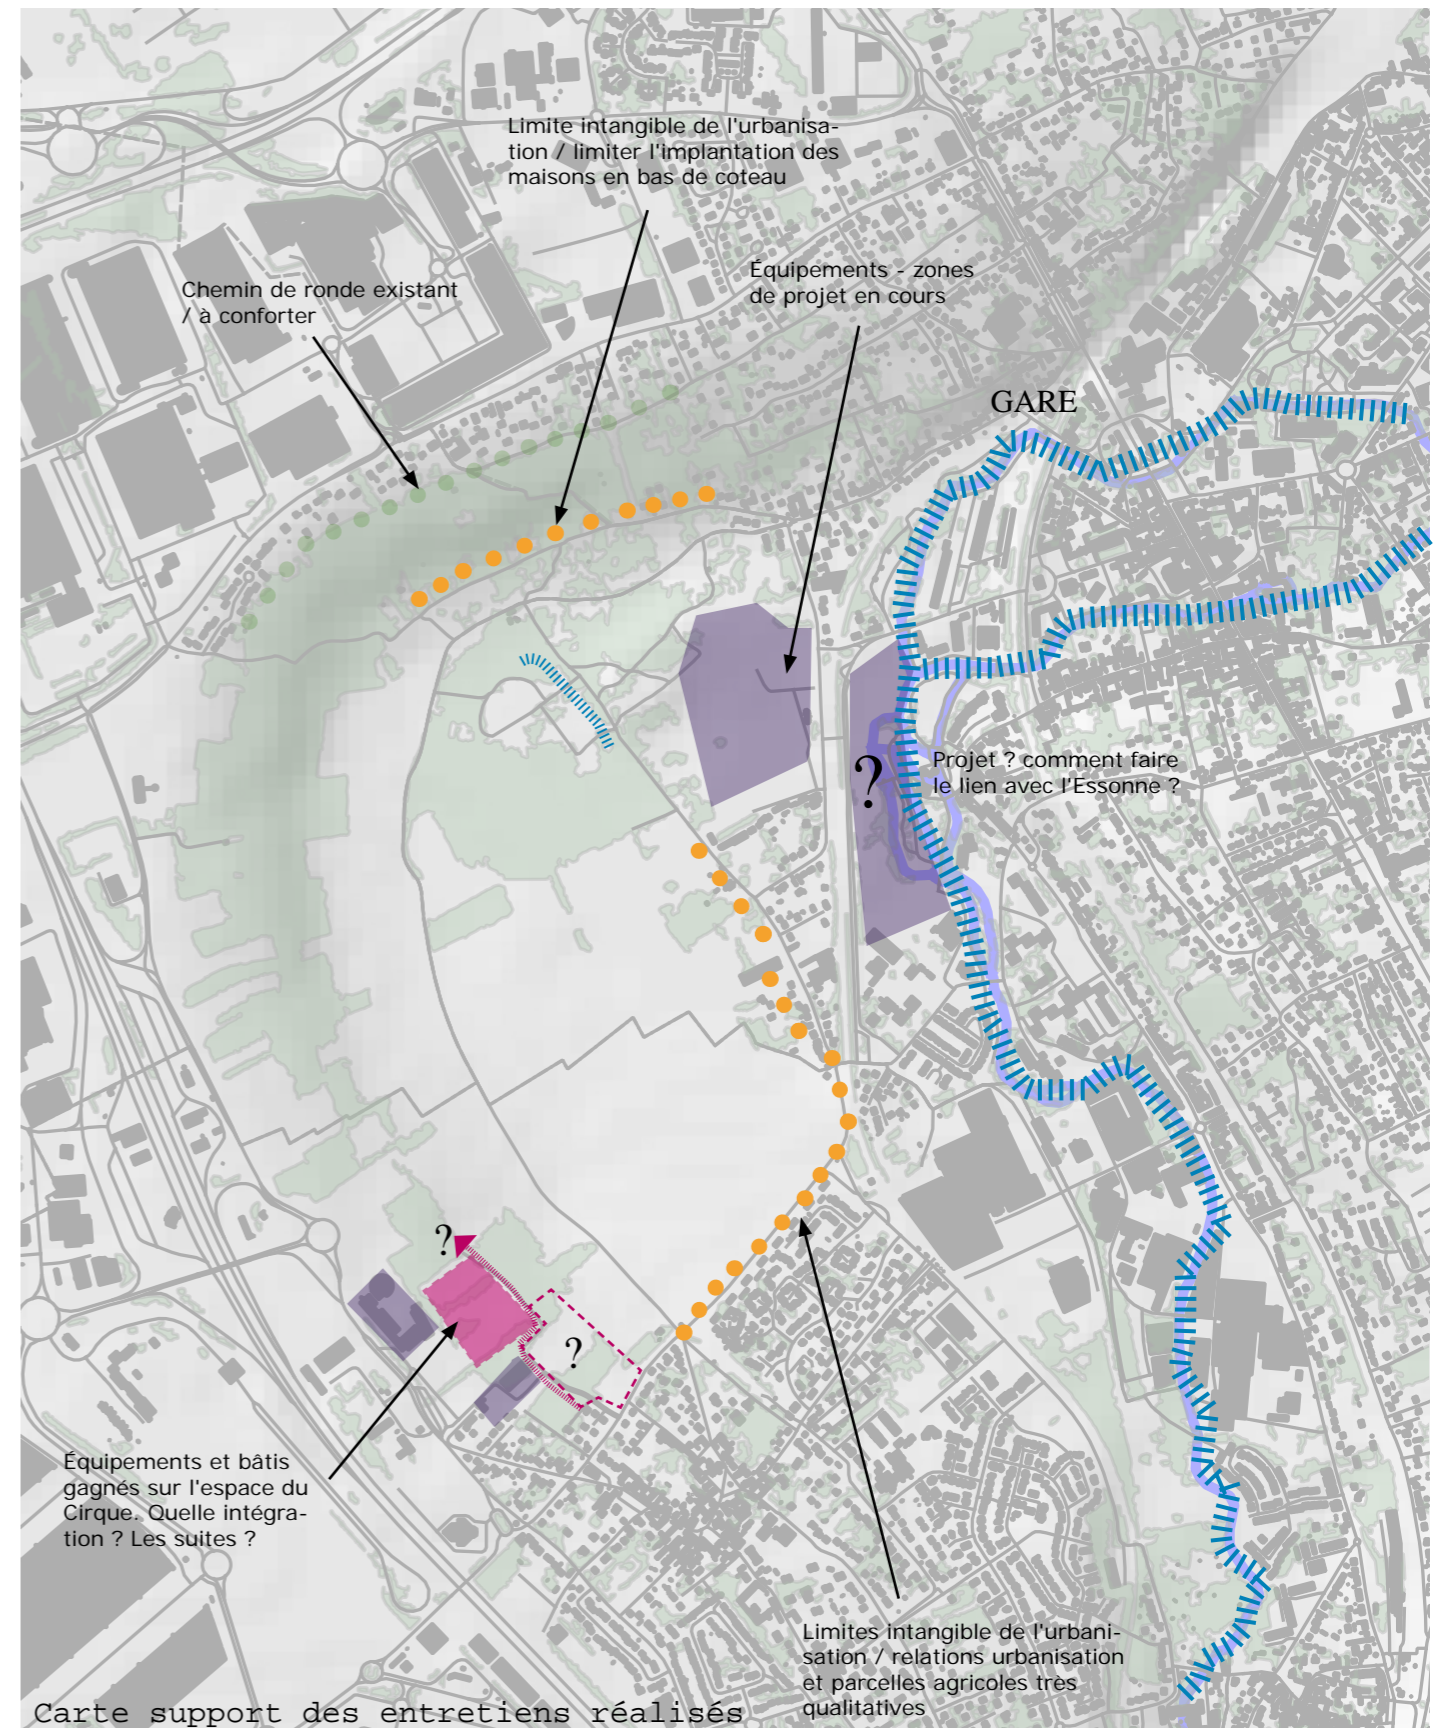 Limite intangible de l'urbanisa-
tion / limiter l'implantation des
maisons en bas de coteau
Équipements - zones
de projet en cours
Chemin de ronde existant
/ à conforter
GARE
?
Projet ? comment faire
le lien avec l'Essonne ?
?
?
Équipements et bâtis
gagnés sur l'espace du
Cirque. Quelle intégra-
tion ? Les suites ?
Limites intangible de l'urbani-
sation / relations urbanisation
et parcelles agricoles très
qualitatives
Carte support des entretiens réalisés